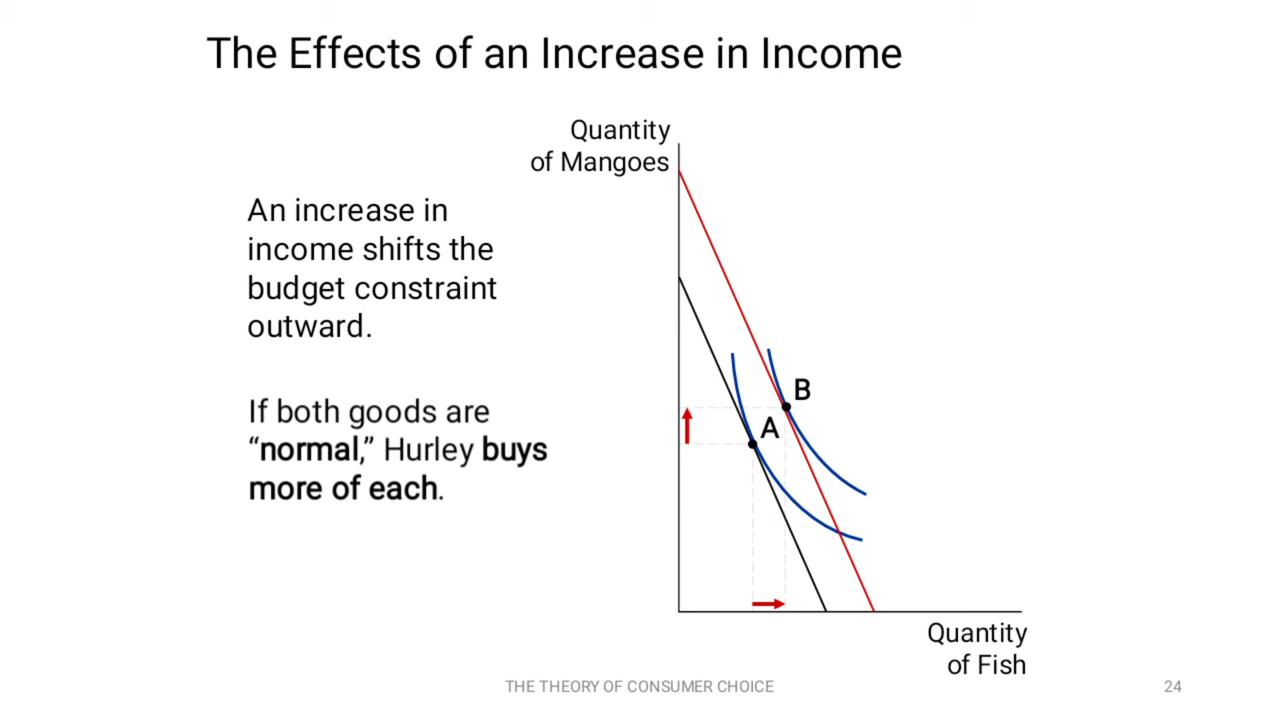 The Effects of an Increase in Income
Quantity
of Mangoes
An increase in
income shifts the
budget constraint
outward.
If both goods are
“normal,” Hurley buys
more of each.
B
A
Quantity
of Fish
THE THEORY OF CONSUMER CHOICE
24